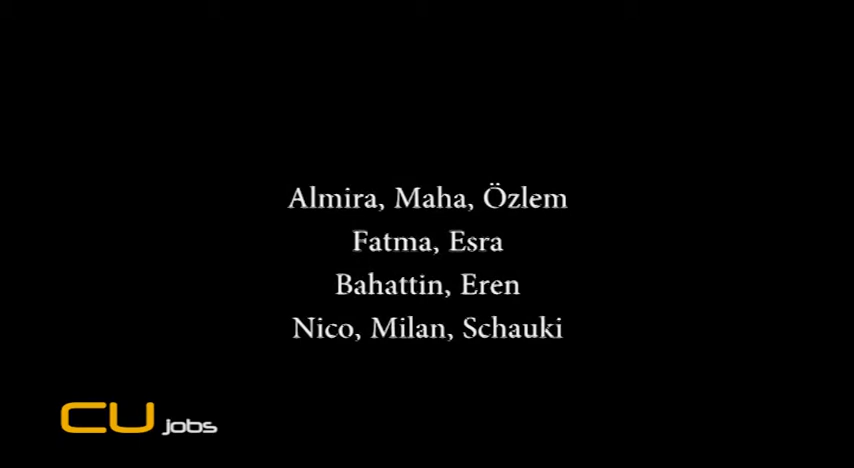 Almira, Maha, Özlem
Fatma, Esra
Bahattin, Eren
Nico, Milan, Schauki
CU jobs